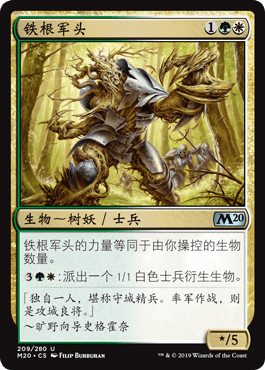 铁根军头 1
生物～树妖／士兵 M20
铁根军头的力量等同于由你操控的生物
数量。
3：派出一个 1/1 白色士兵衍生生物。
「独自一人，堪称守城精兵。率军作战，则
是攻城良将。」
～旷野向导史格霍奈
*/5
209/280 U
M20 • CS FILIP BURBURAN
™ & © 2019 Wizards of the Coast